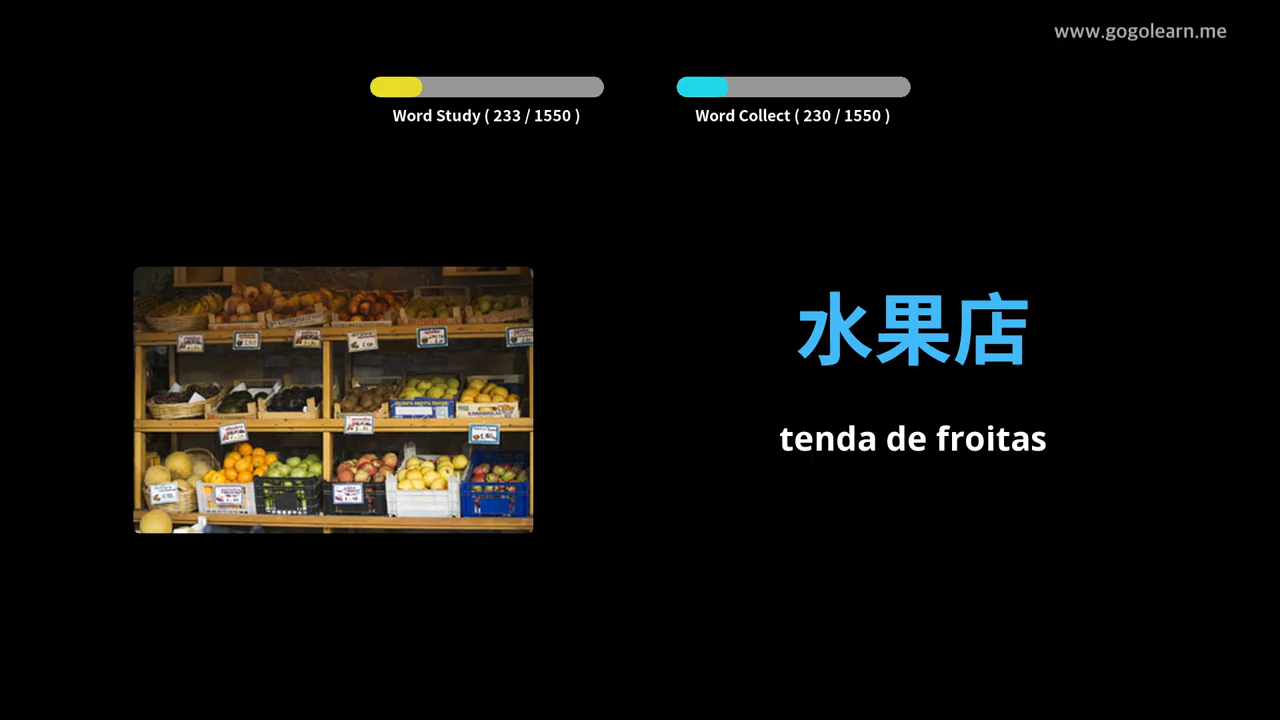 www.gogolearn.me
Word Study ( 233 / 1550 )
Word Collect ( 230 / 1550 )
水果店
tenda de froitas